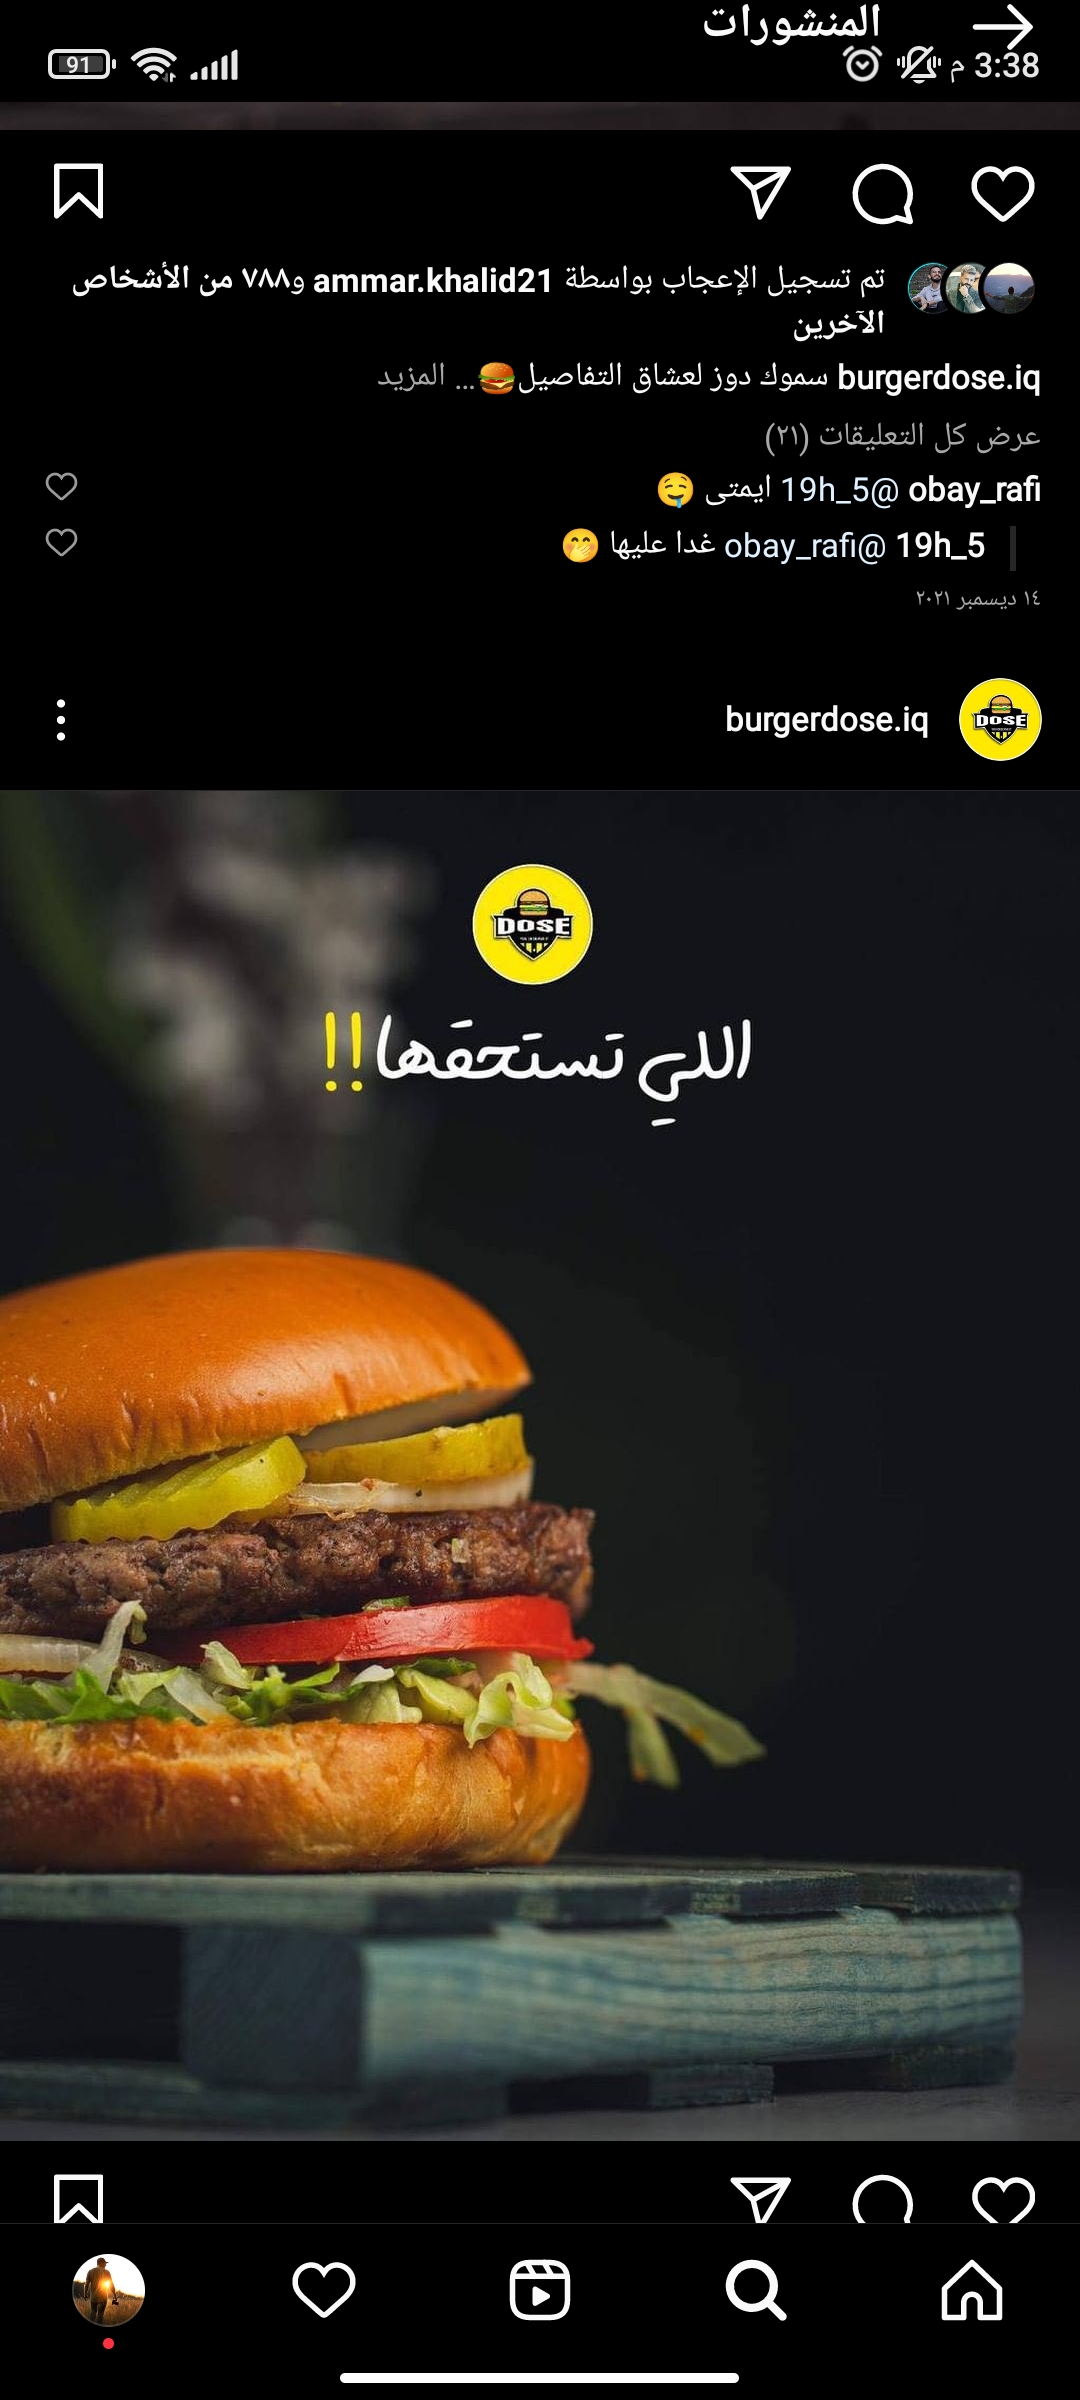 المنشورات
3:38 م
91
تم تسجيل الإعجاب بواسطة ammar.khalid21 و٧٨٨ من الأشخاص
الآخرين
burgerdose.iq سموك دوز لعشاق التفاصيل🍔... المزيد
عرض كل التعليقات (٢١)
obay_rafi @19h_5 ايمتى 🤤
19h_5 @obay_rafi غدا عليها 🤭
١٤ ديسمبر ٢٠٢١
burgerdose.iq
DOSE
DOSE
اللي تستحقها!!